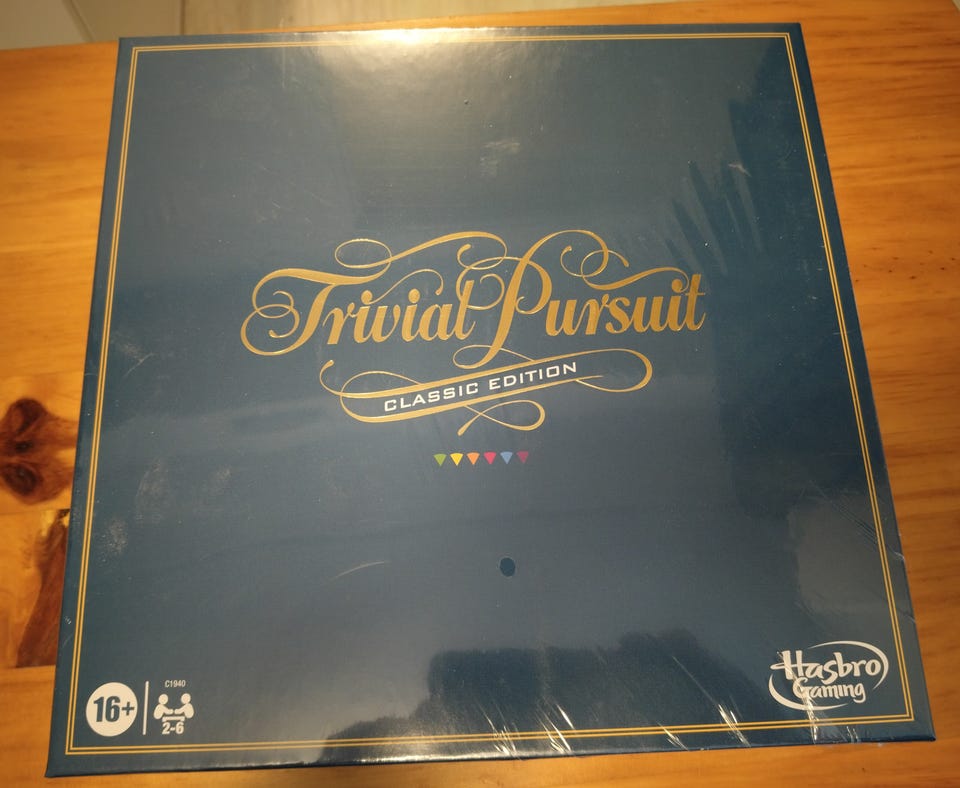 Trivial Pursuit
CLASSIC EDITION
16+
C1940
2-6
Hasbro
Gaming